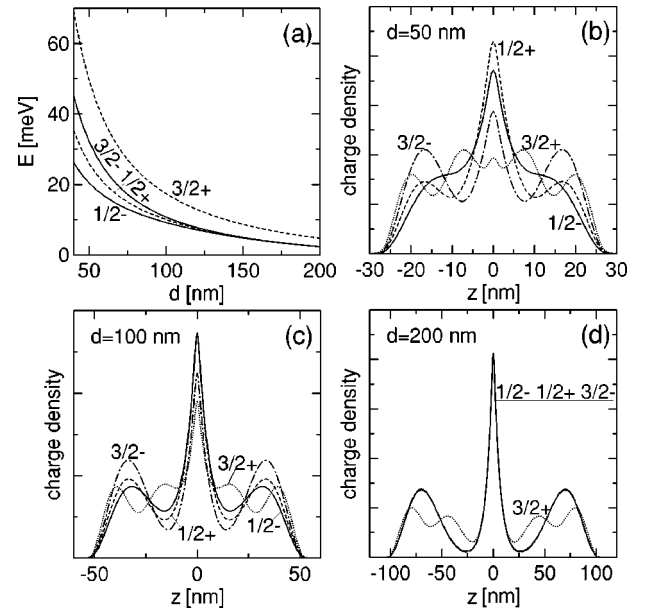 (a)
E [meV]
60
40
20
0
3/2- 1/2+
3/2+
1/2-
50 100 150 200
d [nm]
d=50 nm
(b)
charge density
1/2+
3/2-
3/2+
1/2-
-30 -20 -10 0 10 20 30
z [nm]
d=100 nm
(c)
charge density
3/2-
3/2+
1/2+
1/2-
-50 0 50
z [nm]
d=200 nm
(d)
charge density
1/2- 1/2+ 3/2-
3/2+
-100 -50 0 50 100
z [nm]